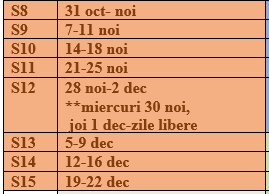 S8 31 oct- noi
S9 7-11 noi
S10 14-18 noi
S11 21-25 noi
S12 28 noi-2 dec
**miercuri 30 noi,
joi 1 dec-zile libere
S13 5-9 dec
S14 12-16 dec
S15 19-22 dec